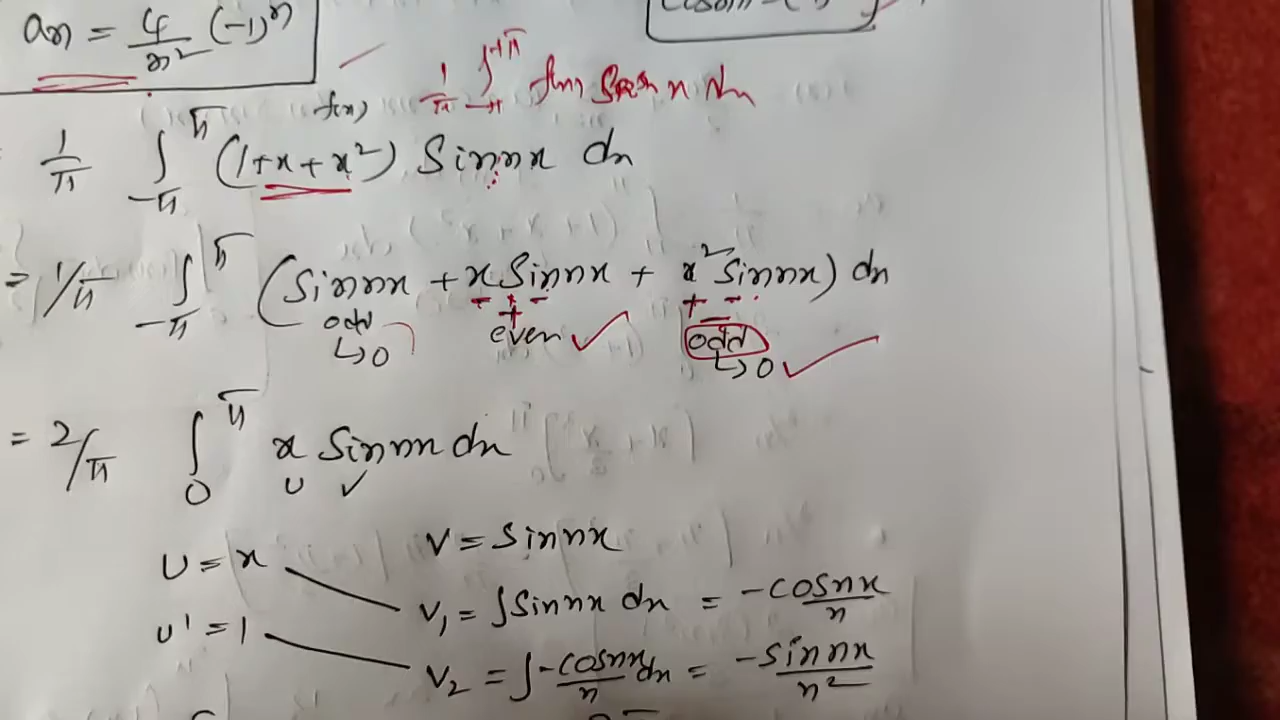 an = 4/n² (-1)ⁿ
1/π ∫-π^+π f(x) Sin n x dx
f(x)
1/π ∫-π^π (1+x+x²) Sin nx dx
= 1/π ∫-π^π (Sin nx + x Sin nx + x² Sin nx) dx
- + - + - -
+
odd even ✓ odd
↳ 0 ↳ 0 ✓
= 2/π ∫0^π x Sin nx dx
U ✓
U = x V = Sin nx
V₁ = ∫ Sin nx dx = -cos nx/n
U' = 1
V₂ = ∫ -cos nx/n dx = -Sin nx/n²